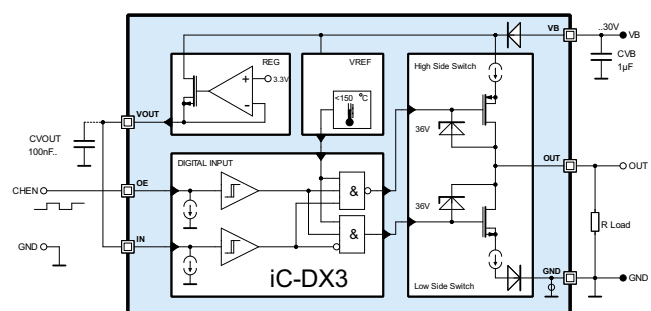 ..30V
VB
VB
CVB
1µF
REG
3.3V
+
–
VREF
<150 °C
High Side Switch
36V
VOUT
CVOUT
100nF..
DIGITAL INPUT
OUT
OUT
CHEN
OE
&
36V
&
R Load
GND
IN
iC-DX3
GND
GND
Low Side Switch